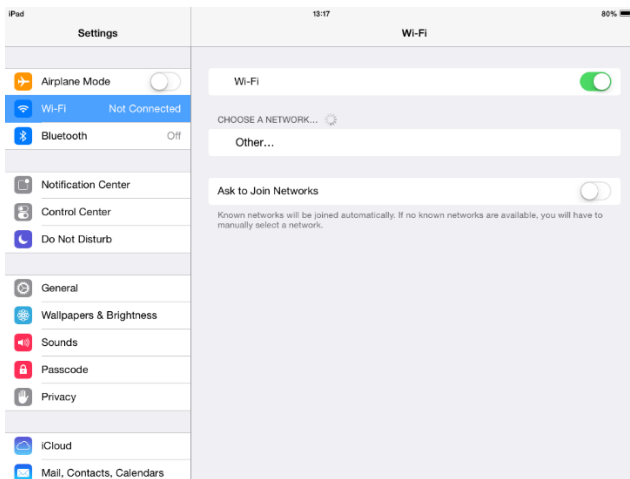 iPad 13:17 80%
Settings
Wi-Fi
Airplane Mode
Wi-Fi Not Connected
Bluetooth Off
Notification Center
Control Center
Do Not Disturb
General
Wallpapers & Brightness
Sounds
Passcode
Privacy
iCloud
Mail, Contacts, Calendars
Wi-Fi
CHOOSE A NETWORK...
Other...
Ask to Join Networks
Known networks will be joined automatically. If no known networks are available, you will have to
manually select a network.